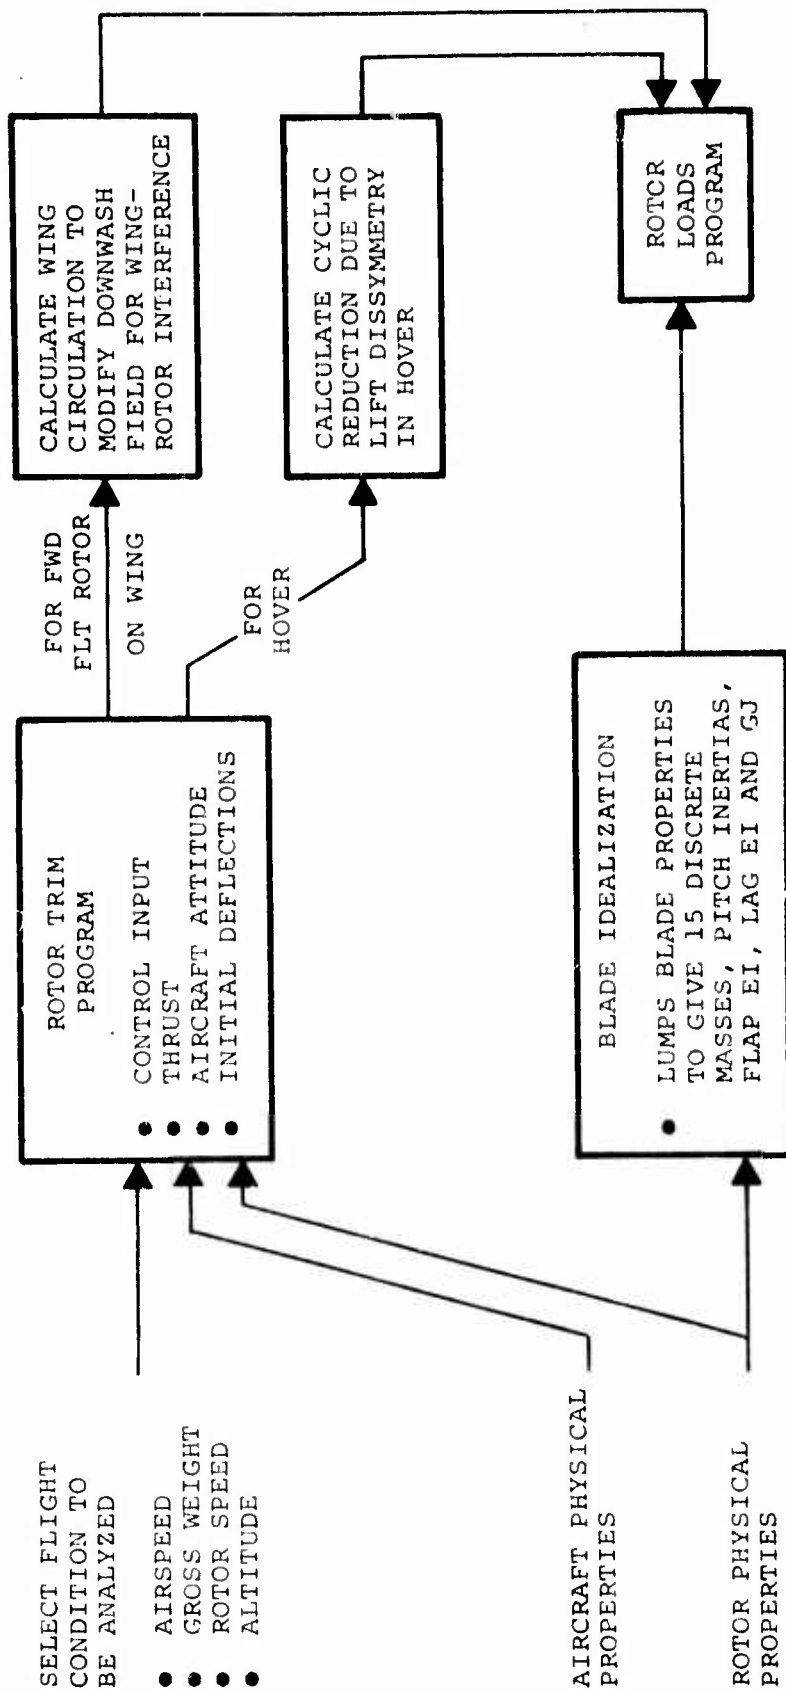 SELECT FLIGHT
CONDITION TO
BE ANALYZED
● AIRSPEED
● GROSS WEIGHT
● ROTOR SPEED
● ALTITUDE
AIRCRAFT PHYSICAL
PROPERTIES
ROTOR PHYSICAL
PROPERTIES
ROTOR TRIM
PROGRAM
● CONTROL INPUT
● THRUST
● AIRCRAFT ATTITUDE
● INITIAL DEFLECTIONS
BLADE IDEALIZATION
● LUMPS BLADE PROPERTIES
TO GIVE 15 DISCRETE
MASSES, PITCH INERTIAS,
FLAP EI, LAG EI AND GJ
FOR FWD
FLT ROTOR
ON WING
FOR
HOVER
CALCULATE WING
CIRCULATION TO
MODIFY DOWNWASH
FIELD FOR WING-
ROTOR INTERFERENCE
CALCULATE CYCLIC
REDUCTION DUE TO
LIFT DISSYMMETRY
IN HOVER
ROTCR
LOADS
PROGRAM